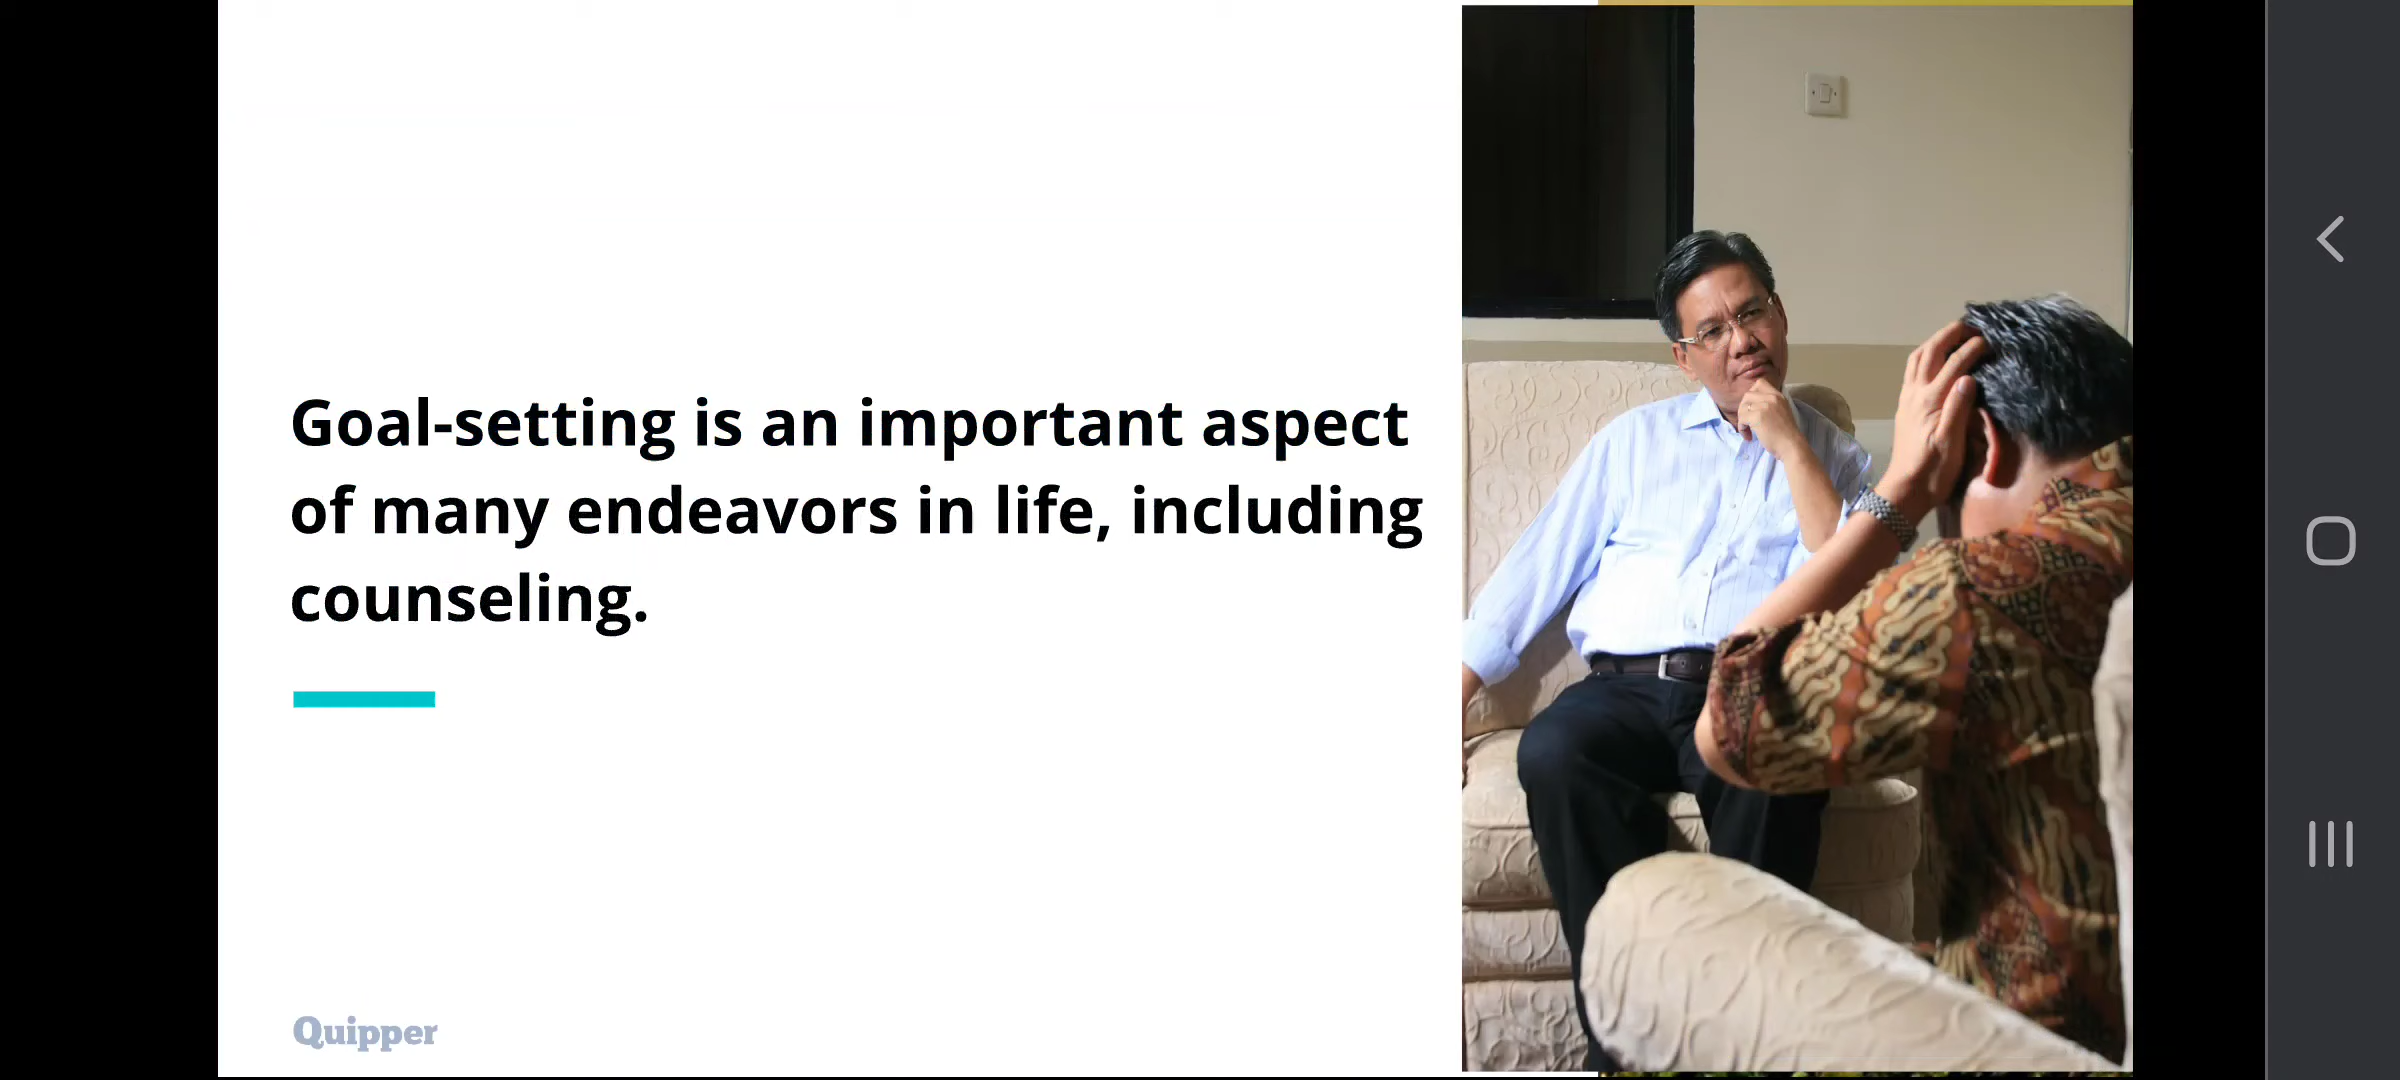 Goal-setting is an important aspect
of many endeavors in life, including
counseling.
Quipper